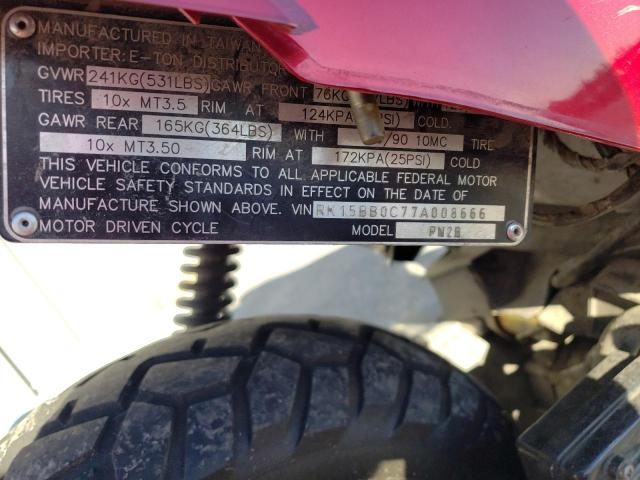 MANUFACTURED IN TAIWAN
IMPORTER: E-TON DISTRIBUTOR
GVWR 241KG(531LBS) GAWR FRONT 76KG WITH
TIRES 10x MT3.5 RIM AT 124KPA COLD.
GAWR REAR 165KG(364LBS) WITH /90 10MC TIRE
10x MT3.50 RIM AT 172KPA(25PSI) COLD
THIS VEHICLE CONFORMS TO ALL APPLICABLE FEDERAL MOTOR
VEHICLE SAFETY STANDARDS IN EFFECT ON THE DATE OF
MANUFACTURE SHOWN ABOVE. VIN RK15BB0C77A008666
MOTOR DRIVEN CYCLE MODEL PN2B